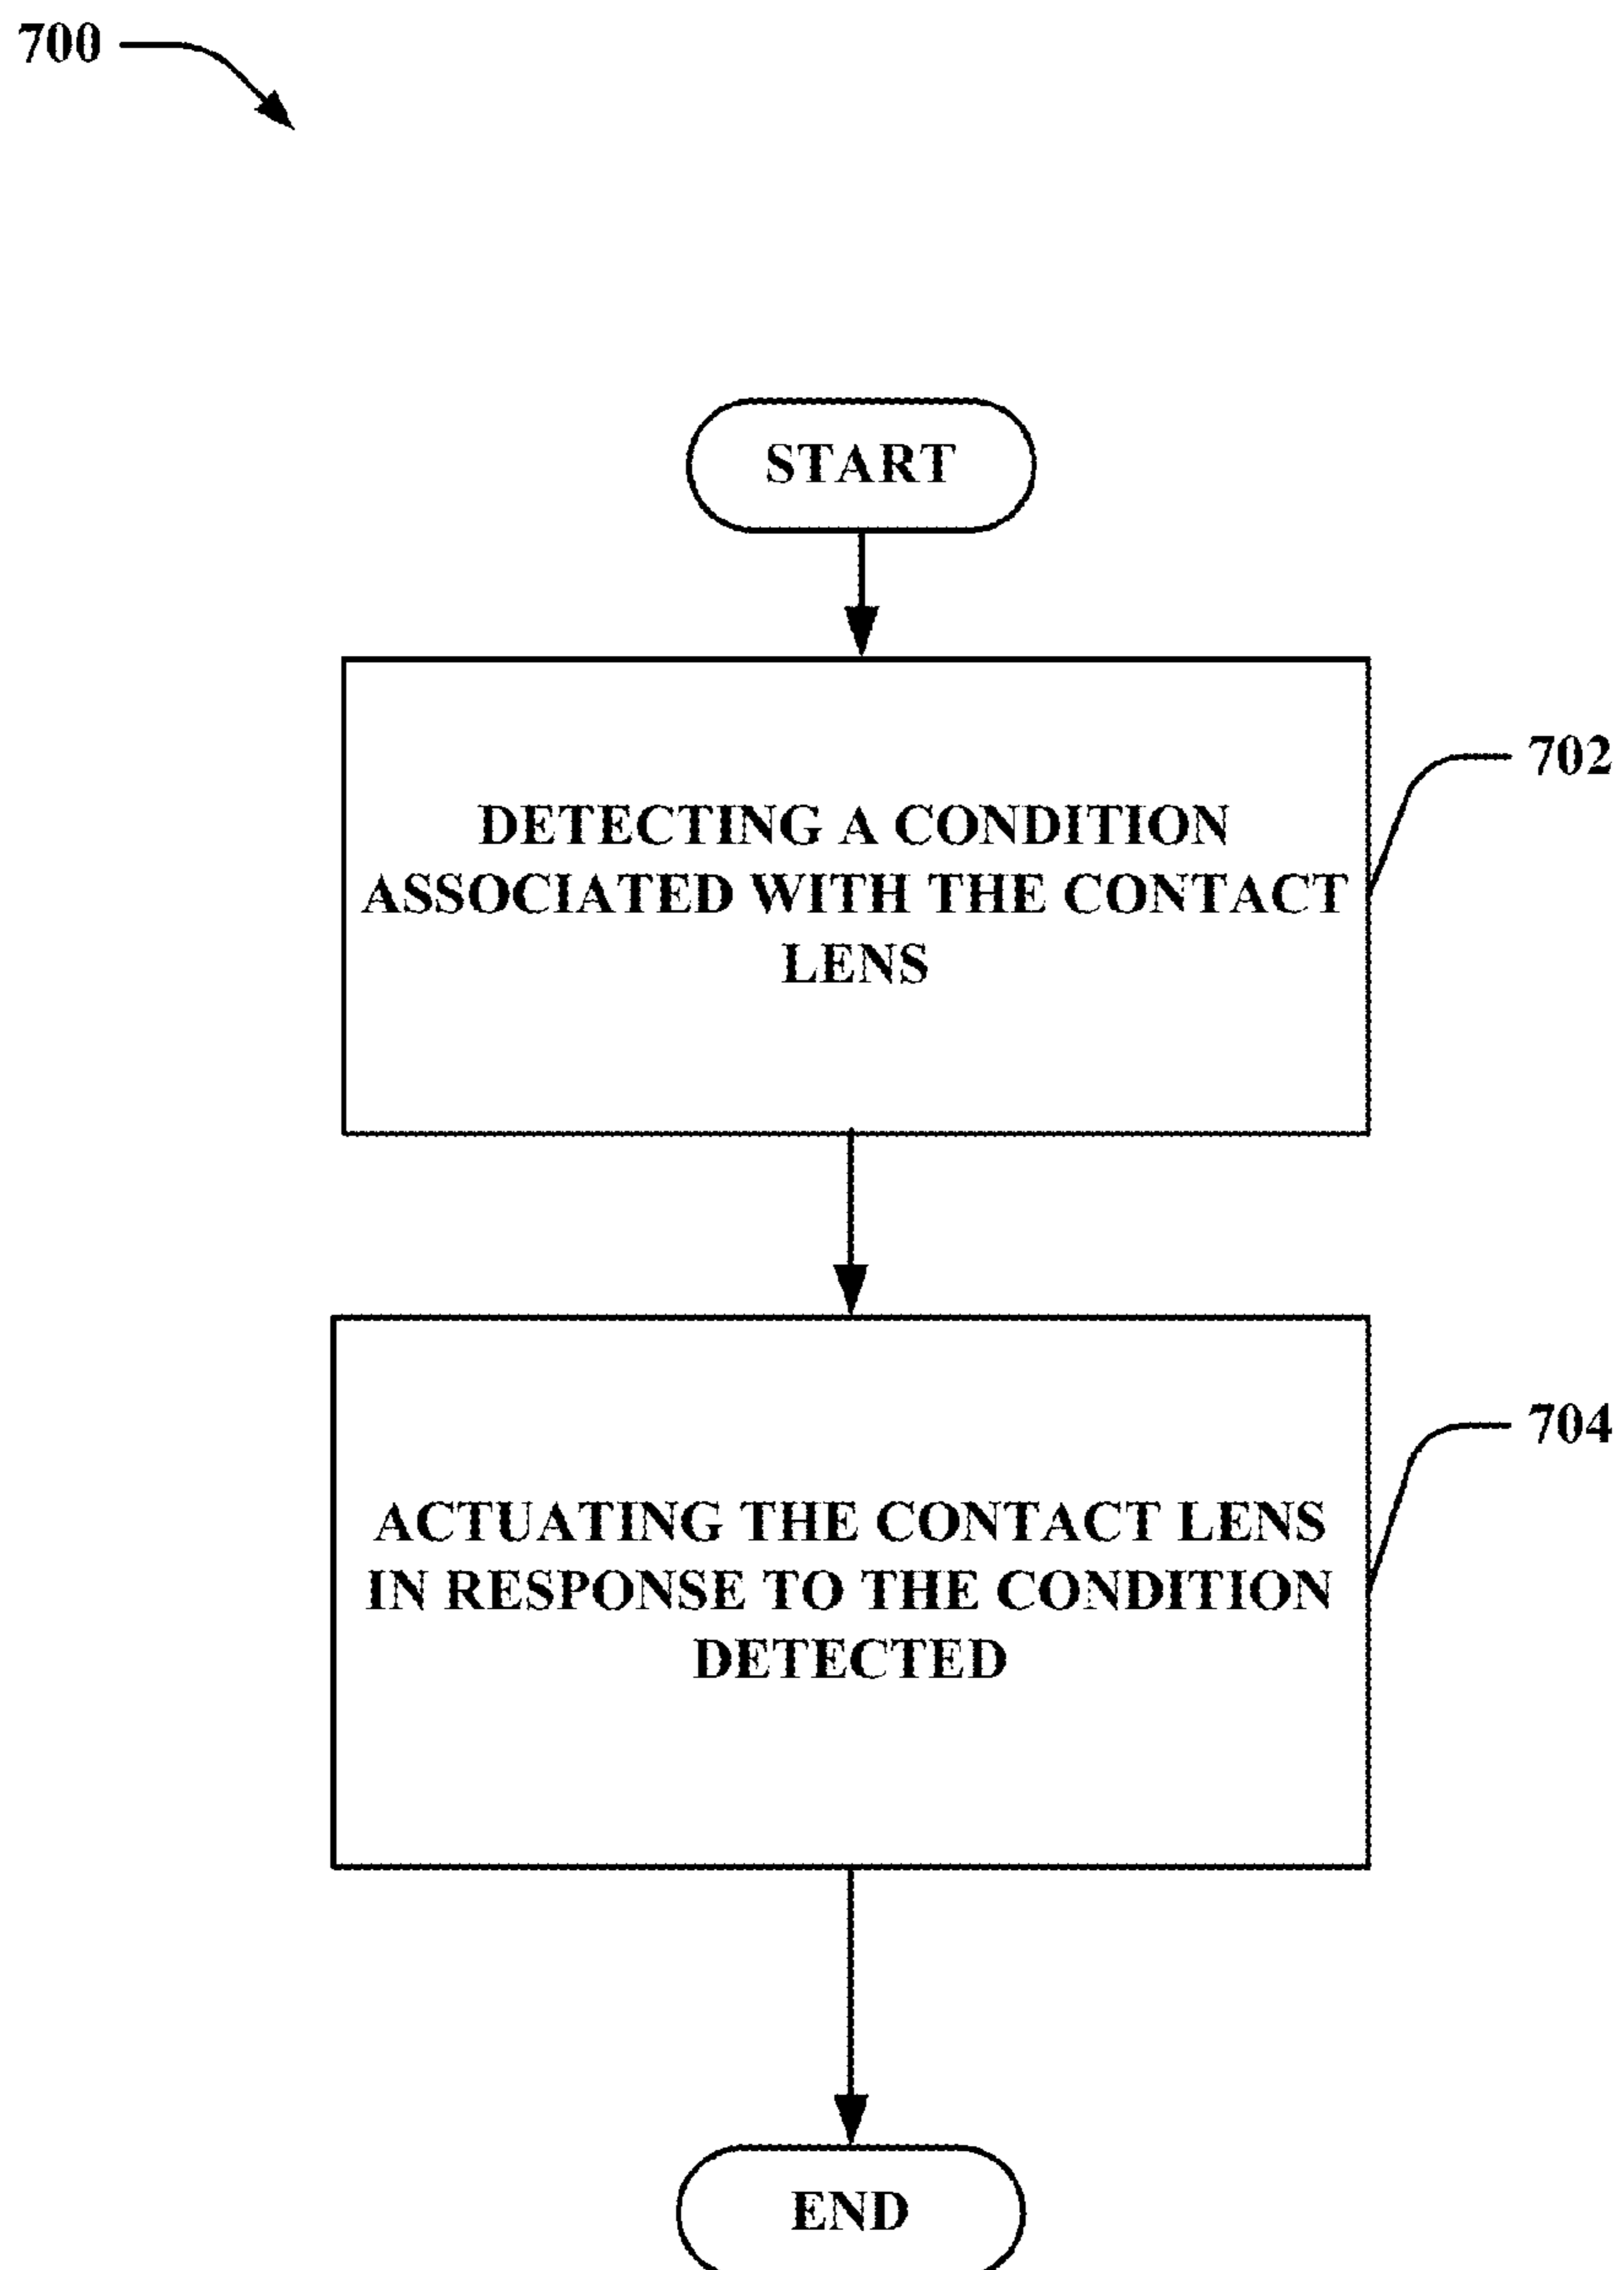 700
START
702
DETECTING A CONDITION
ASSOCIATED WITH THE CONTACT
LENS
704
ACTUATING THE CONTACT LENS
IN RESPONSE TO THE CONDITION
DETECTED
END